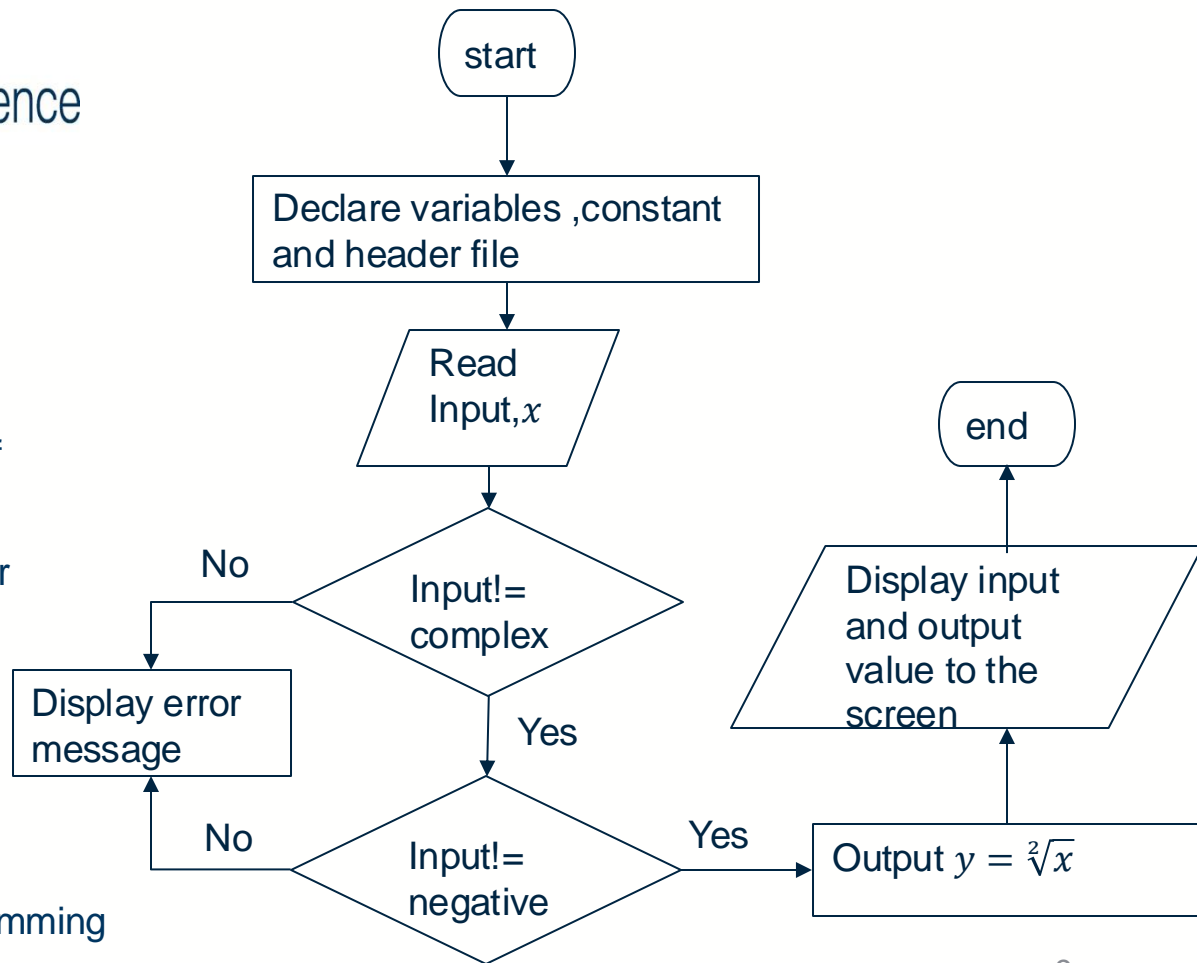 ence
start
Declare variables ,constant
and header file
Read
Input,x
end
No
Input!=
complex
Display input
and output
value to the
screen
Display error
message
Yes
No
Input!=
negative
Yes
Output y = ²√x
mming